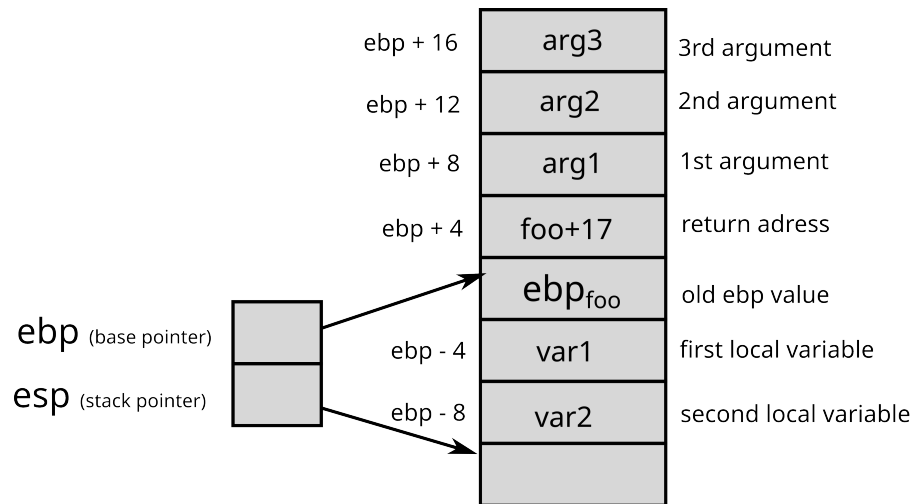 ebp + 16 arg3 3rd argument
ebp + 12 arg2 2nd argument
ebp + 8 arg1 1st argument
ebp + 4 foo+17 return adress
ebpfoo old ebp value
ebp (base pointer)
ebp - 4 var1 first local variable
esp (stack pointer)
ebp - 8 var2 second local variable